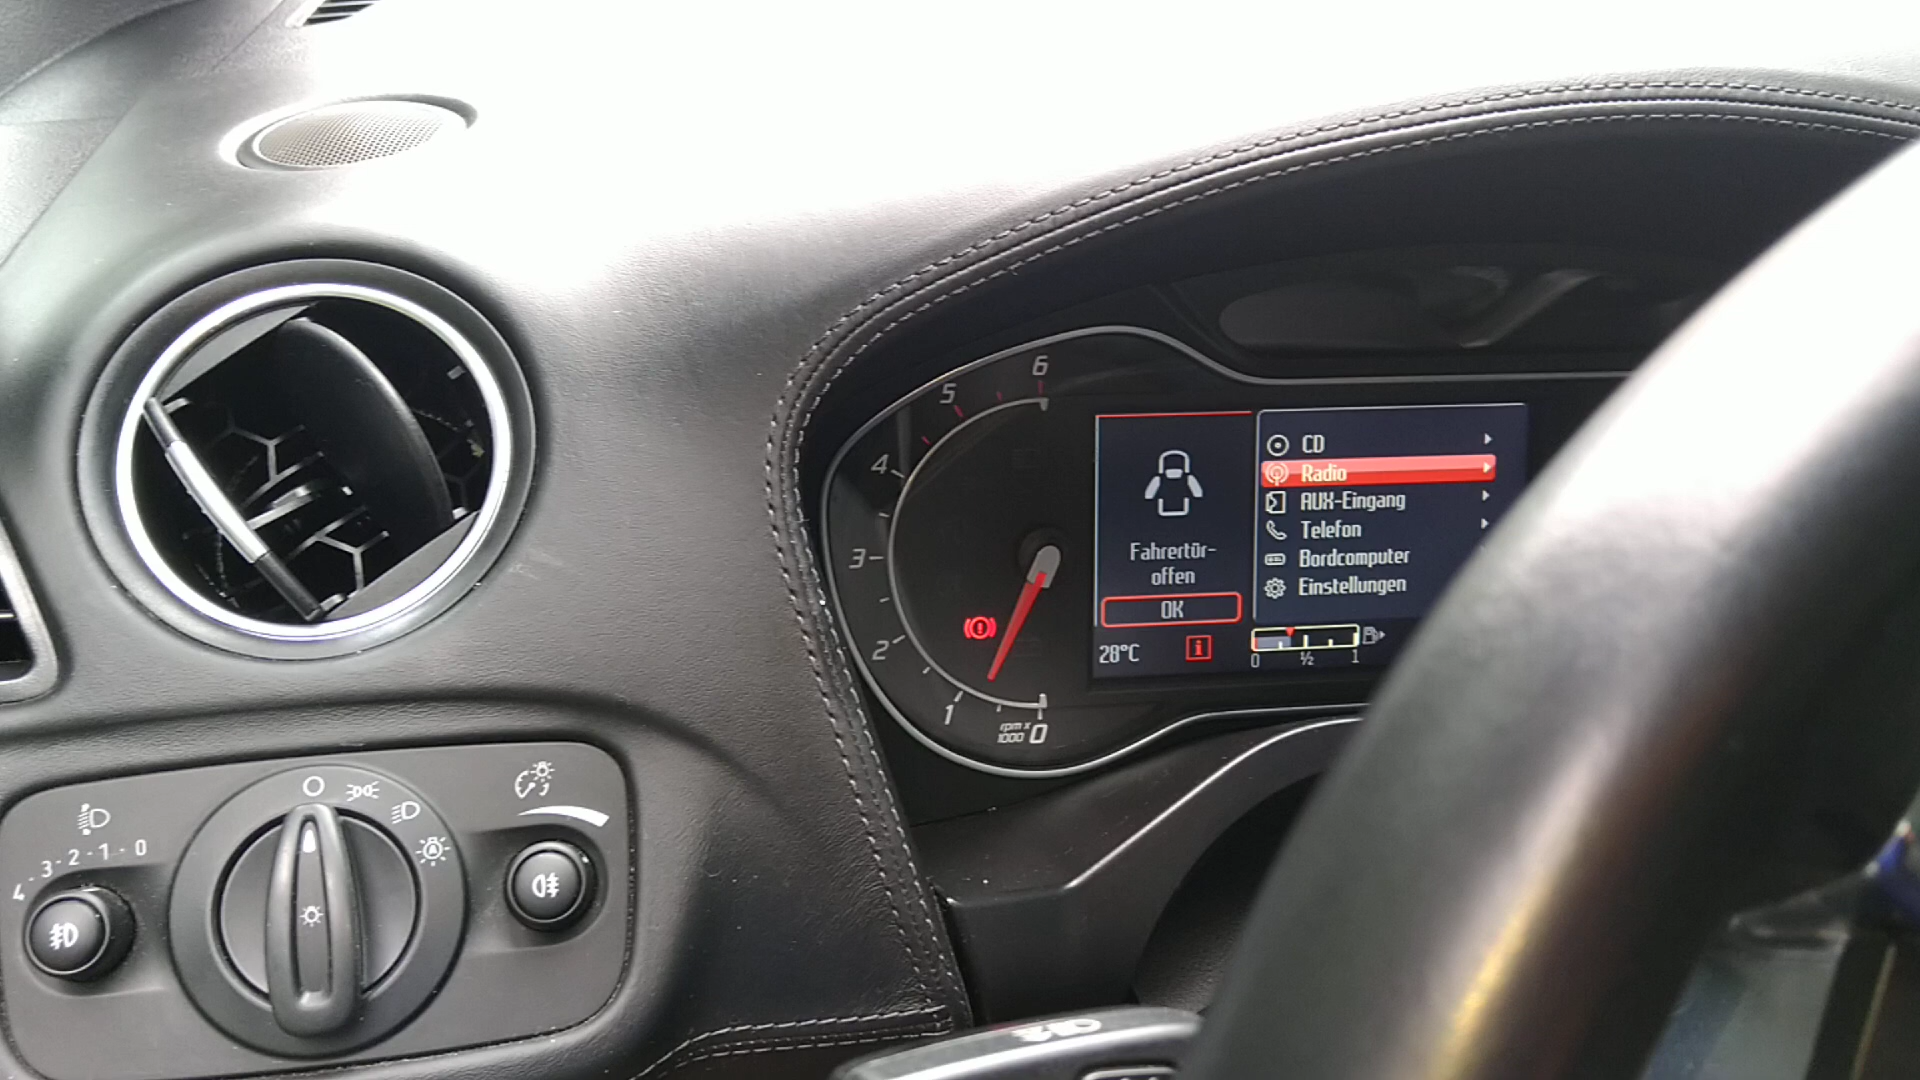 6
5
4
3
2
1
rpm x
1000
0
CD
Radio
AUX-Eingang
Telefon
Bordcomputer
Einstellungen
Fahrertür-
offen
OK
28°C
i
0 ½ 1
4-3-2-1-0